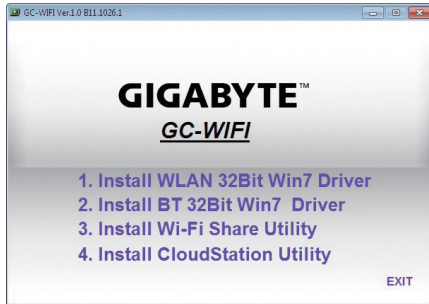 GC-WIFI Ver.1.0 B11.1026.1
GIGABYTE™
GC-WIFI
1. Install WLAN 32Bit Win7 Driver
2. Install BT 32Bit Win7  Driver
3. Install Wi-Fi Share Utility
4. Install CloudStation Utility
EXIT